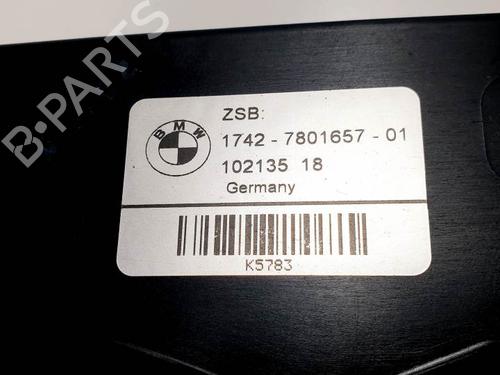 B-PARTS
BMW
ZSB:
1742 - 7801657 - 01
102135 18
Germany
K5783